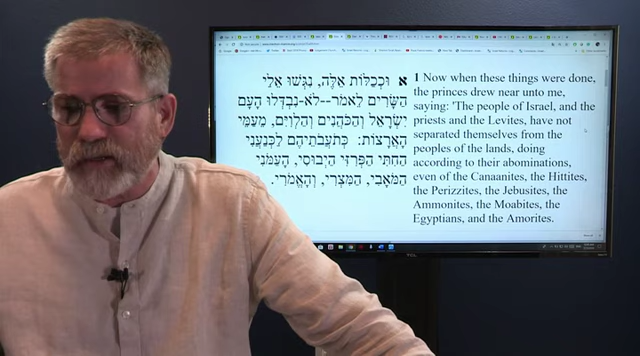 א וּכְכַלּוֹת אֵלֶּה, נִגְּשׁוּ אֵלַי
הַשָּׂרִים לֵאמֹר--לֹא-נִבְדְּלוּ הָעָם
יִשְׂרָאֵל וְהַכֹּהֲנִים וְהַלְוִיִּם, מֵעַמֵּי
הָאֲרָצוֹת: כְּתֹעֲבֹתֵיהֶם לַכְּנַעֲנִי
הַחִתִּי הַפְּרִזִּי הַיְבוּסִי, הָעַמֹּנִי
הַמֹּאָבִי, הַמִּצְרִי, וְהָאֱמֹרִי.
1 Now when these things were done,
the princes drew near unto me,
saying: 'The people of Israel, and the
priests and the Levites, have not
separated themselves from the
peoples of the lands, doing
according to their abominations,
even of the Canaanites, the Hittites,
the Perizzites, the Jebusites, the
Ammonites, the Moabites, the
Egyptians, and the Amorites.
TCL